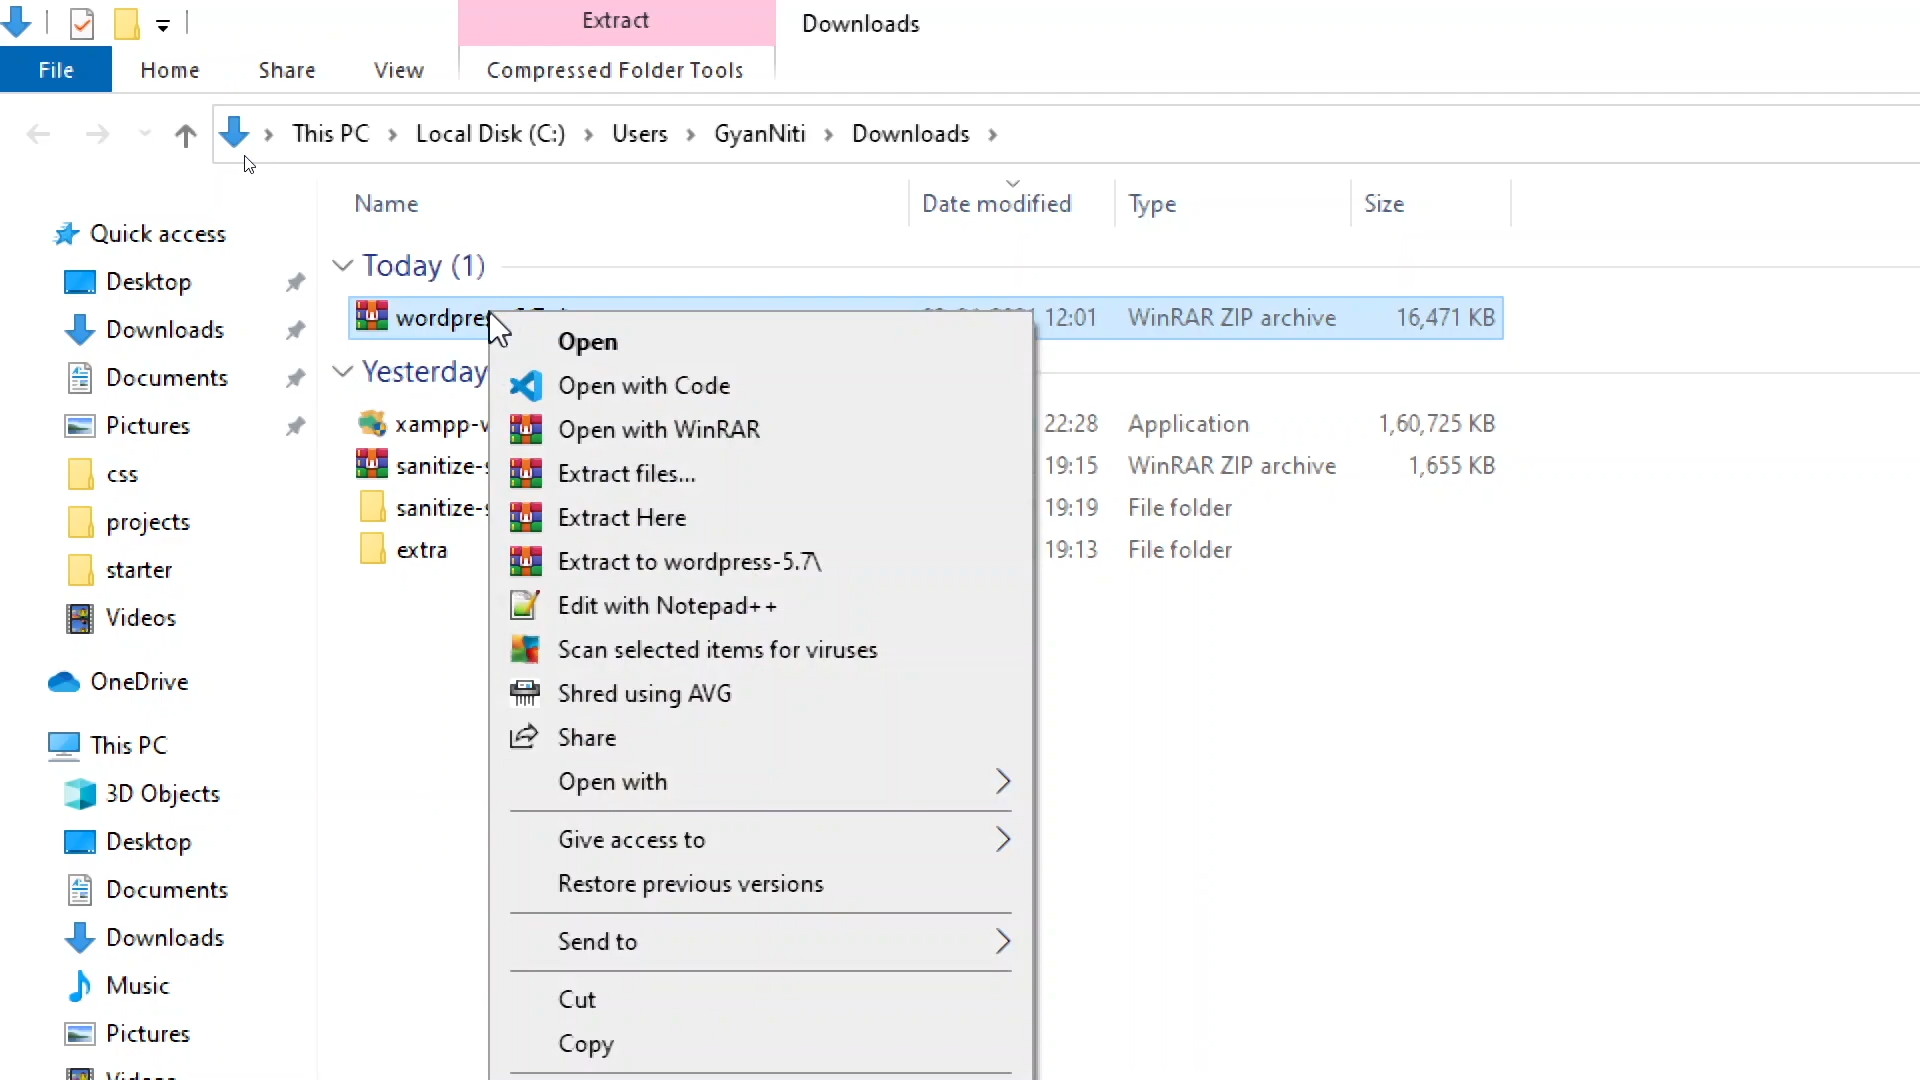 Extract
Downloads
File
Home
Share
View
Compressed Folder Tools
This PC
Local Disk (C:)
Users
GyanNiti
Downloads
Name
Date modified
Type
Size
Quick access
Desktop
Downloads
Documents
Pictures
css
projects
starter
Videos
OneDrive
This PC
3D Objects
Desktop
Documents
Downloads
Music
Pictures
Today (1)
12:01 WinRAR ZIP archive 16,471 KB
Yesterday
22:28 Application 1,60,725 KB
19:15 WinRAR ZIP archive 1,655 KB
19:19 File folder
extra 19:13 File folder
Open
Open with Code
Open with WinRAR
Extract files...
Extract Here
Extract to wordpress-5.7\
Edit with Notepad++
Scan selected items for viruses
Shred using AVG
Share
Open with
Give access to
Restore previous versions
Send to
Cut
Copy